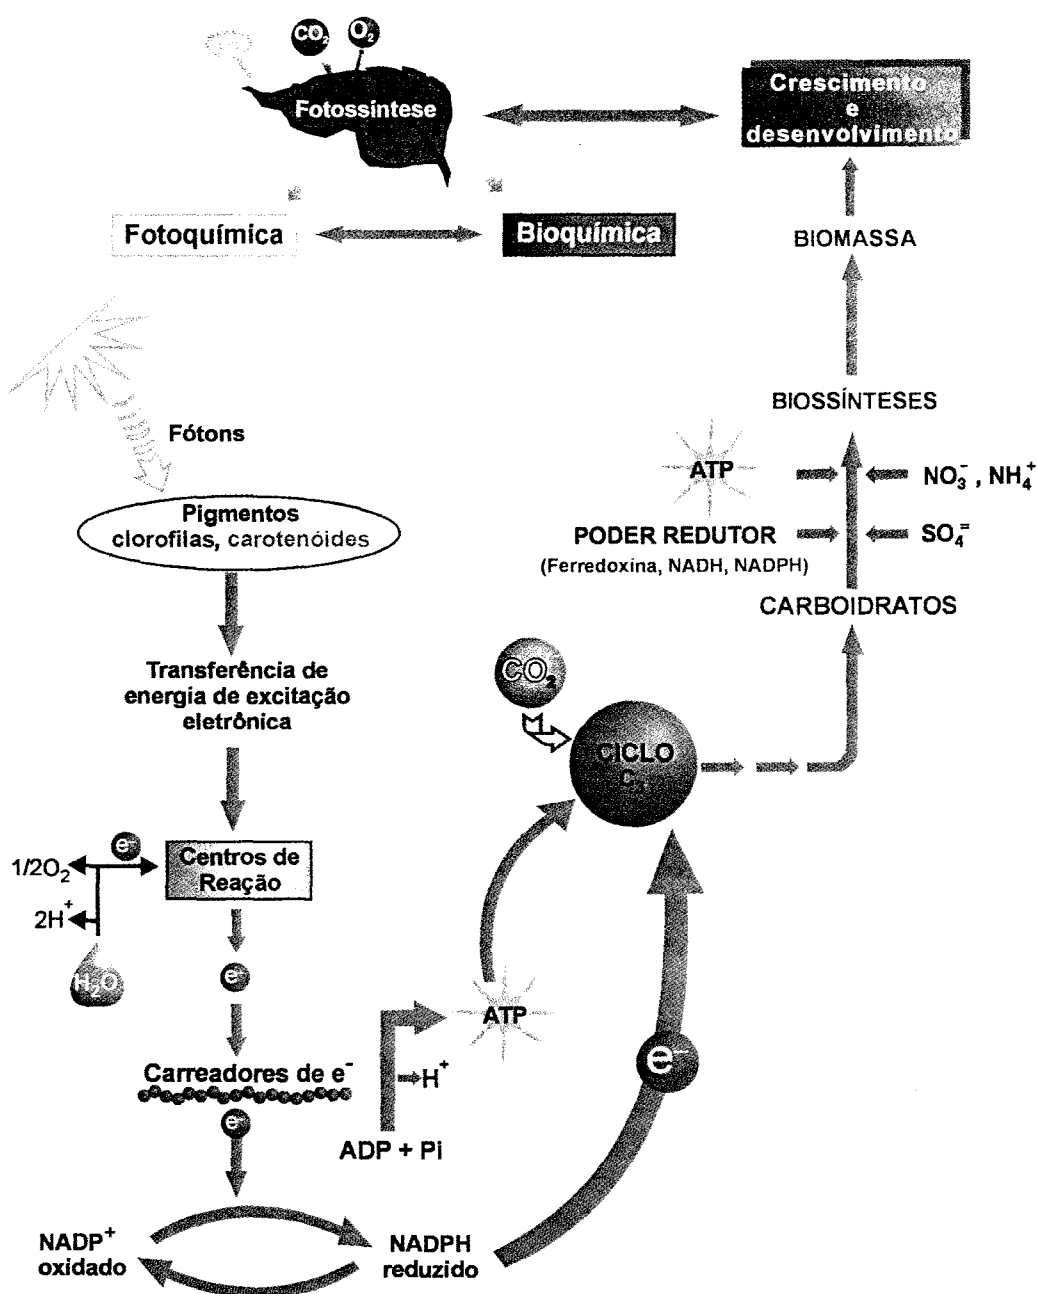 CO₂
O₂
Fotossíntese
Crescimento
e
desenvolvimento
Fotoquímica
Bioquímica
BIOMASSA
BIOSSÍNTESES
Fótons
ATP
NO₃⁻ , NH₄⁺
Pigmentos
clorofilas, carotenóides
PODER REDUTOR
SO₄⁼
(Ferredoxina, NADH, NADPH)
CARBOIDRATOS
Transferência de
energia de excitação
eletrônica
CO₂
CICLO
C₃
e⁻
1/2O₂
Centros de
Reação
2H⁺
H₂O
e⁻
ATP
Carreadores de e⁻
H⁺
e⁻
e⁻
ADP + Pi
NADP⁺
oxidado
NADPH
reduzido